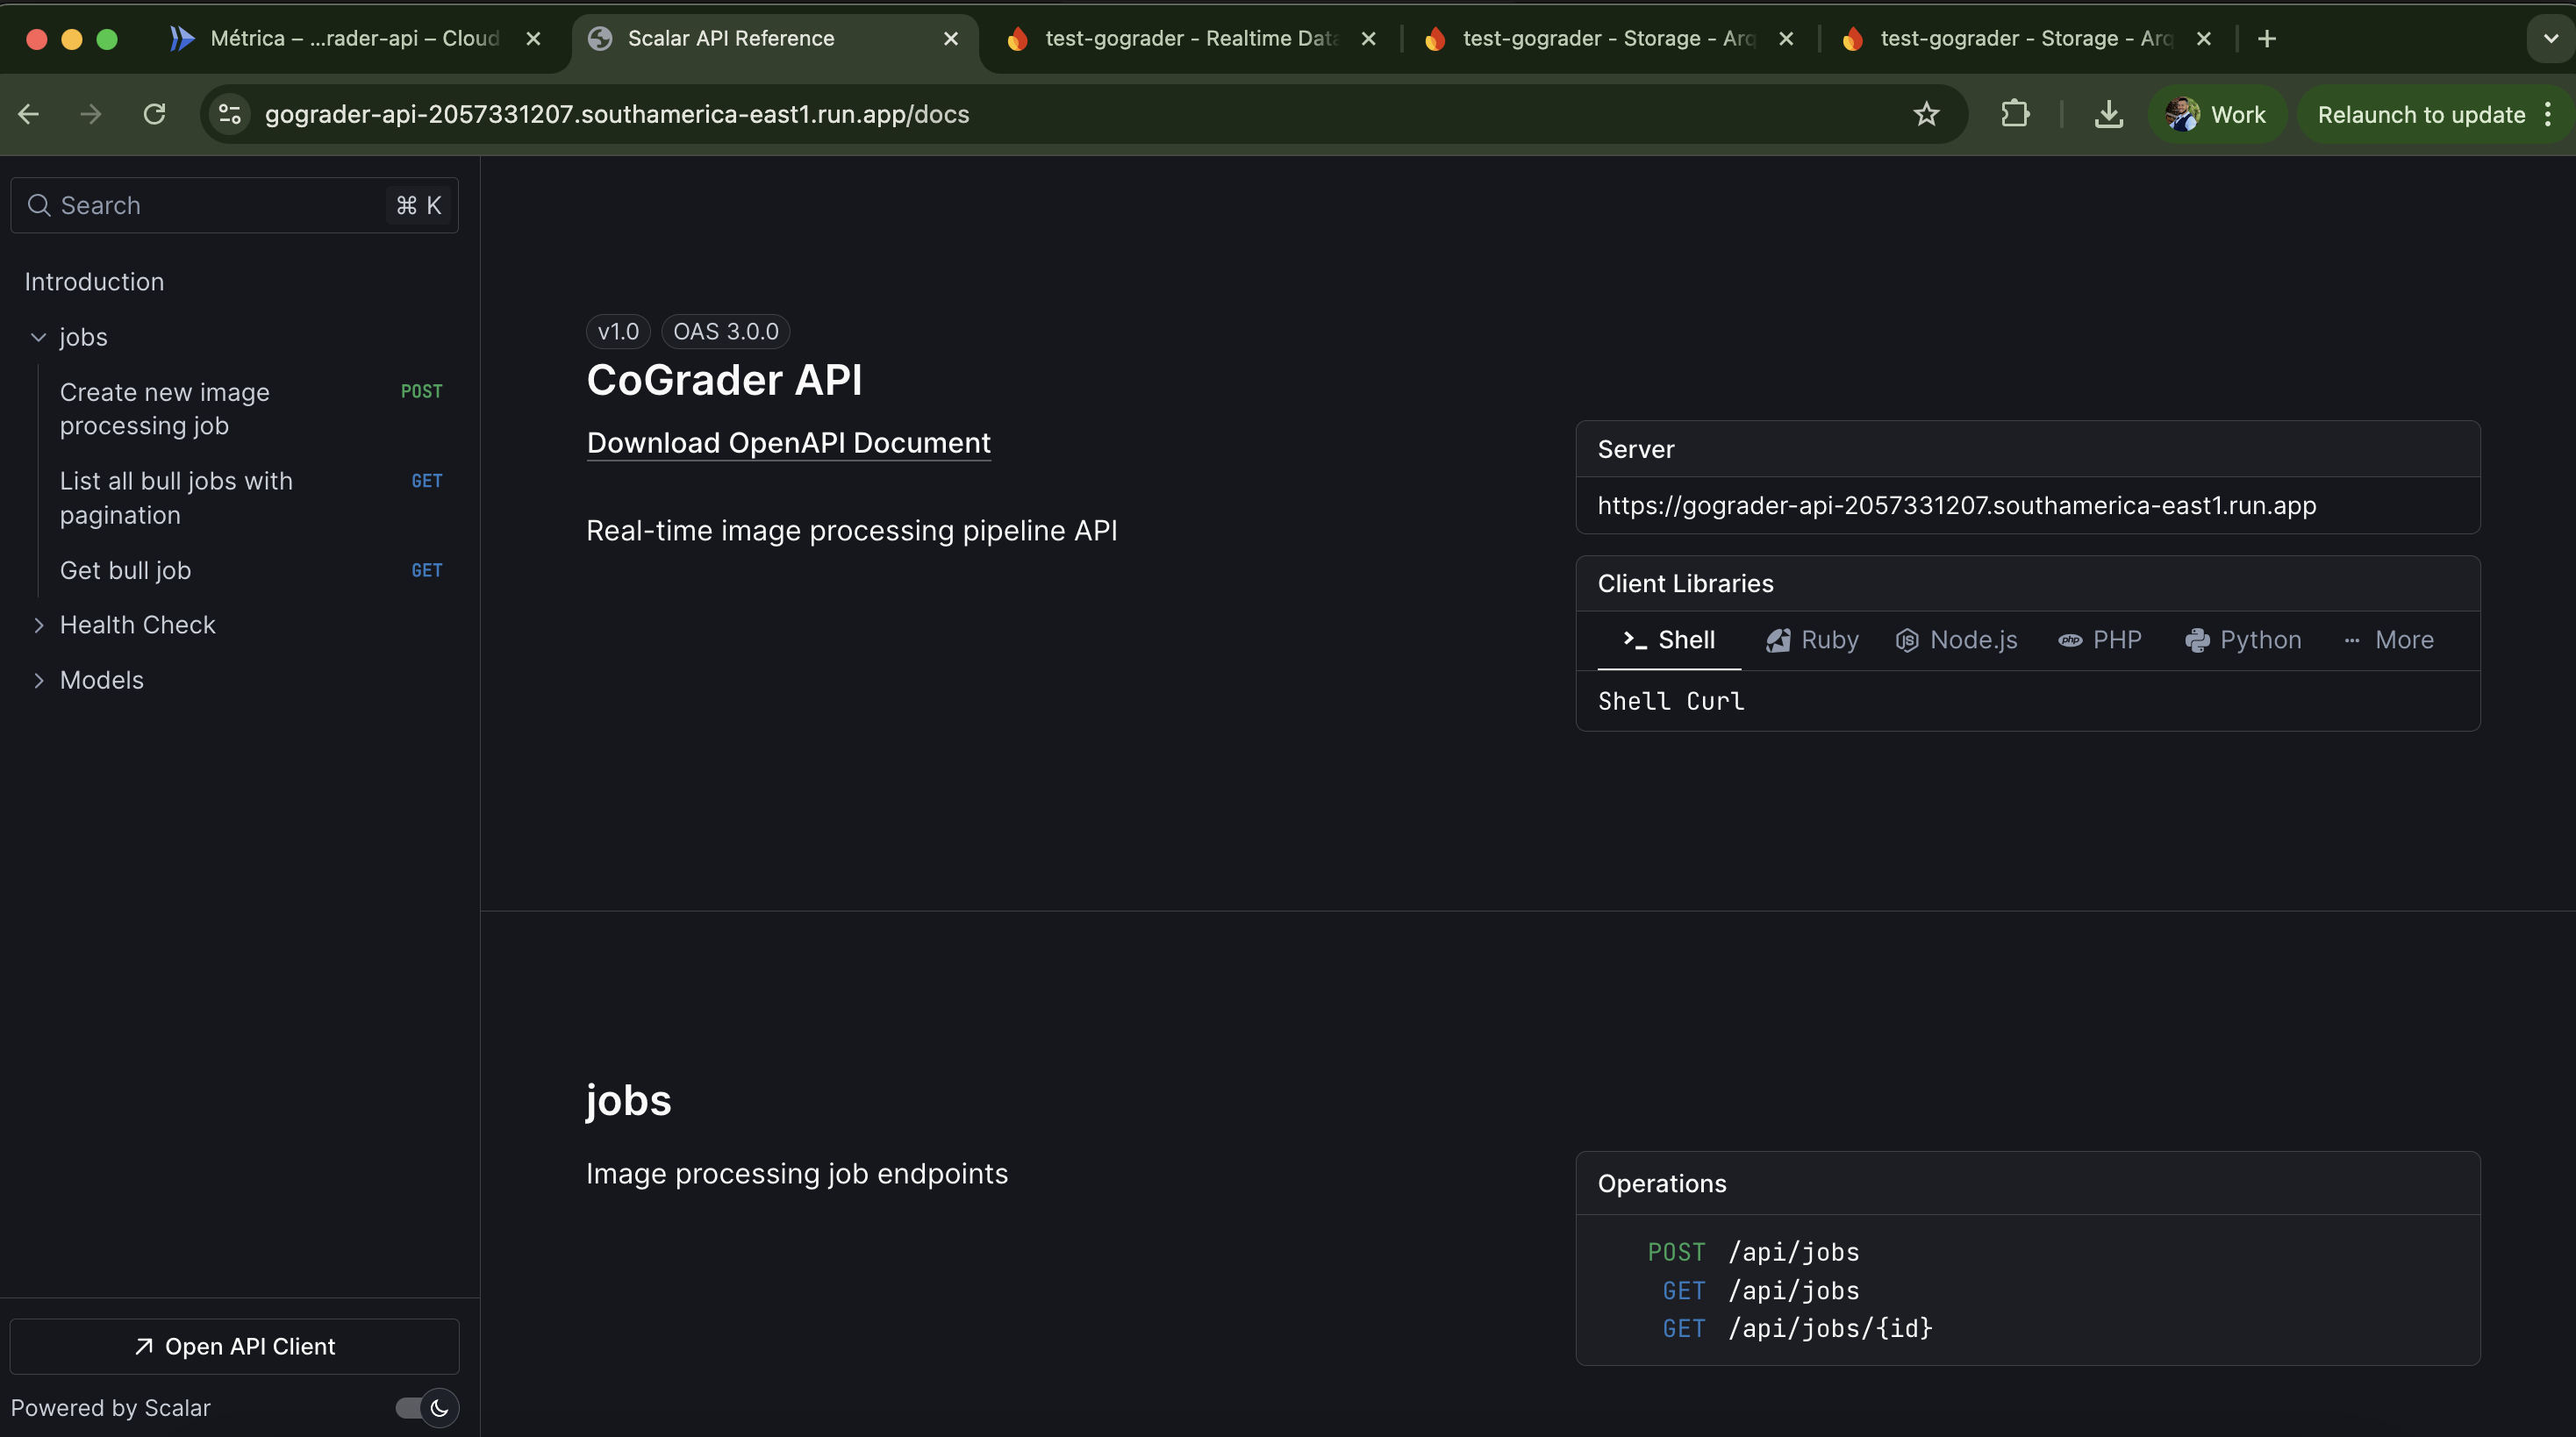 Métrica – ...rader-api – Cloud
Scalar API Reference
test-gograder - Realtime Data
test-gograder - Storage - Arq
test-gograder - Storage - Arq
gograder-api-2057331207.southamerica-east1.run.app/docs
Work
Relaunch to update
Search
⌘ K
Introduction
jobs
Create new image
processing job
POST
List all bull jobs with
pagination
GET
Get bull job
GET
Health Check
Models
Open API Client
Powered by Scalar
v1.0
OAS 3.0.0
CoGrader API
Download OpenAPI Document
Real-time image processing pipeline API
Server
https://gograder-api-2057331207.southamerica-east1.run.app
Client Libraries
Shell
Ruby
Node.js
PHP
Python
More
Shell Curl
jobs
Image processing job endpoints
Operations
POST /api/jobs
GET /api/jobs
GET /api/jobs/{id}